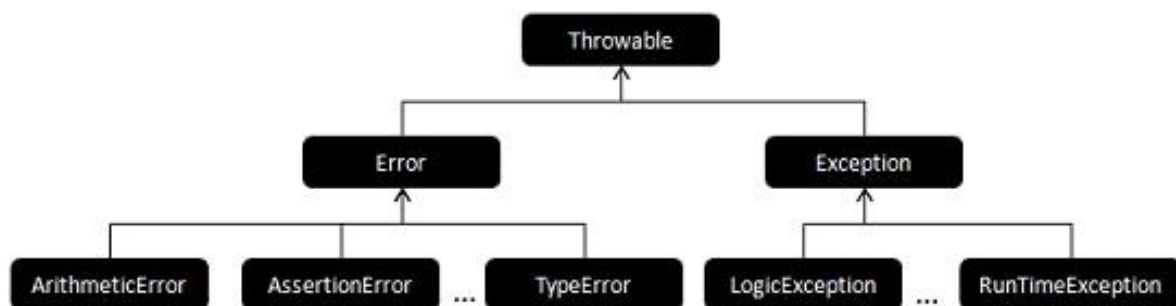 Throwable
Error Exception
ArithmeticError AssertionError ... TypeError LogicException ... RunTimeException